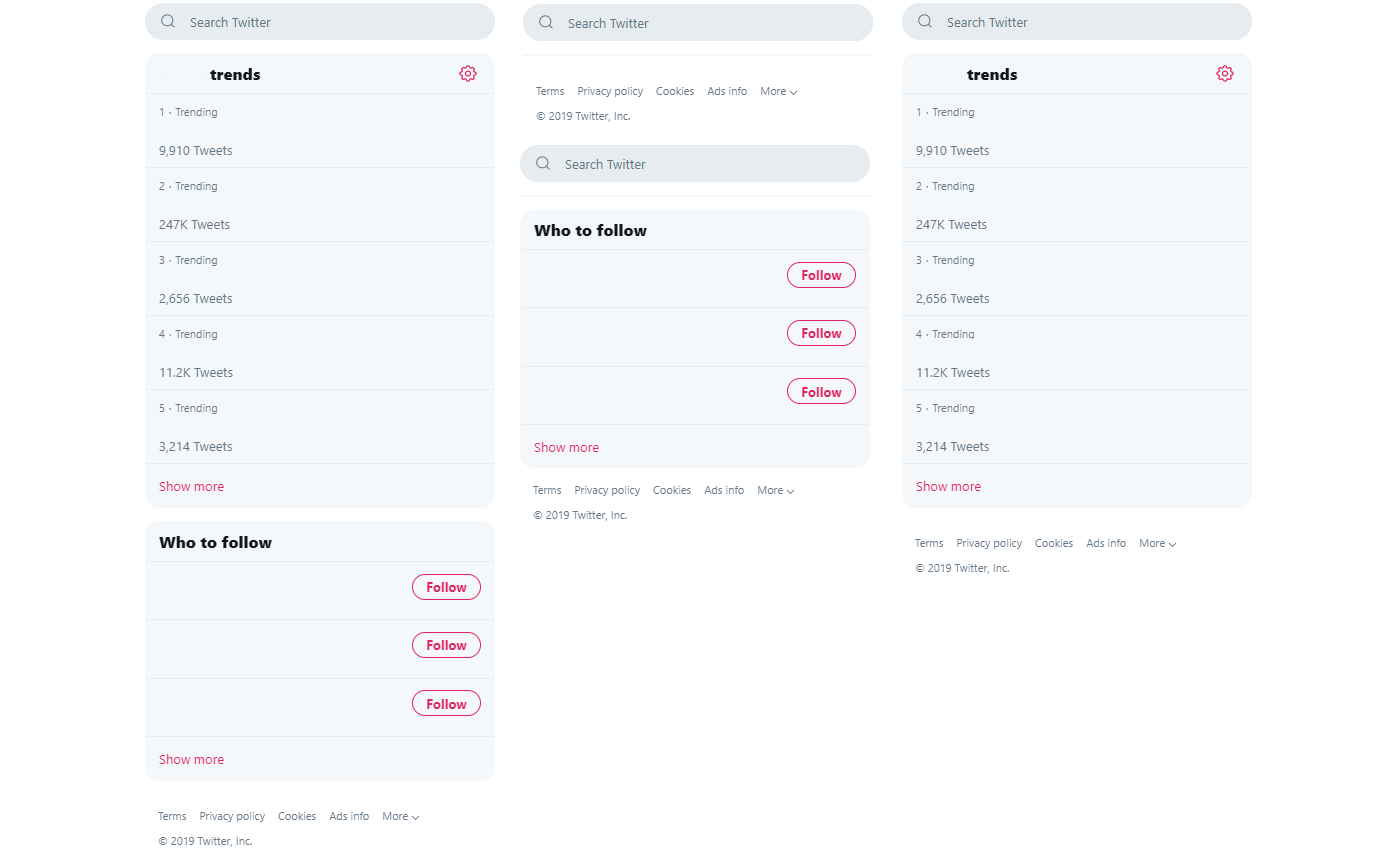 Search Twitter
trends
1 · Trending
9,910 Tweets
2 · Trending
247K Tweets
3 · Trending
2,656 Tweets
4 · Trending
11.2K Tweets
5 · Trending
3,214 Tweets
Show more
Who to follow
Follow
Follow
Follow
Show more
Terms Privacy policy Cookies Ads info More
© 2019 Twitter, Inc.
Search Twitter
Terms Privacy policy Cookies Ads info More
© 2019 Twitter, Inc.
Search Twitter
Who to follow
Follow
Follow
Follow
Show more
Terms Privacy policy Cookies Ads info More
© 2019 Twitter, Inc.
Search Twitter
trends
1 · Trending
9,910 Tweets
2 · Trending
247K Tweets
3 · Trending
2,656 Tweets
4 · Trending
11.2K Tweets
5 · Trending
3,214 Tweets
Show more
Terms Privacy policy Cookies Ads info More
© 2019 Twitter, Inc.